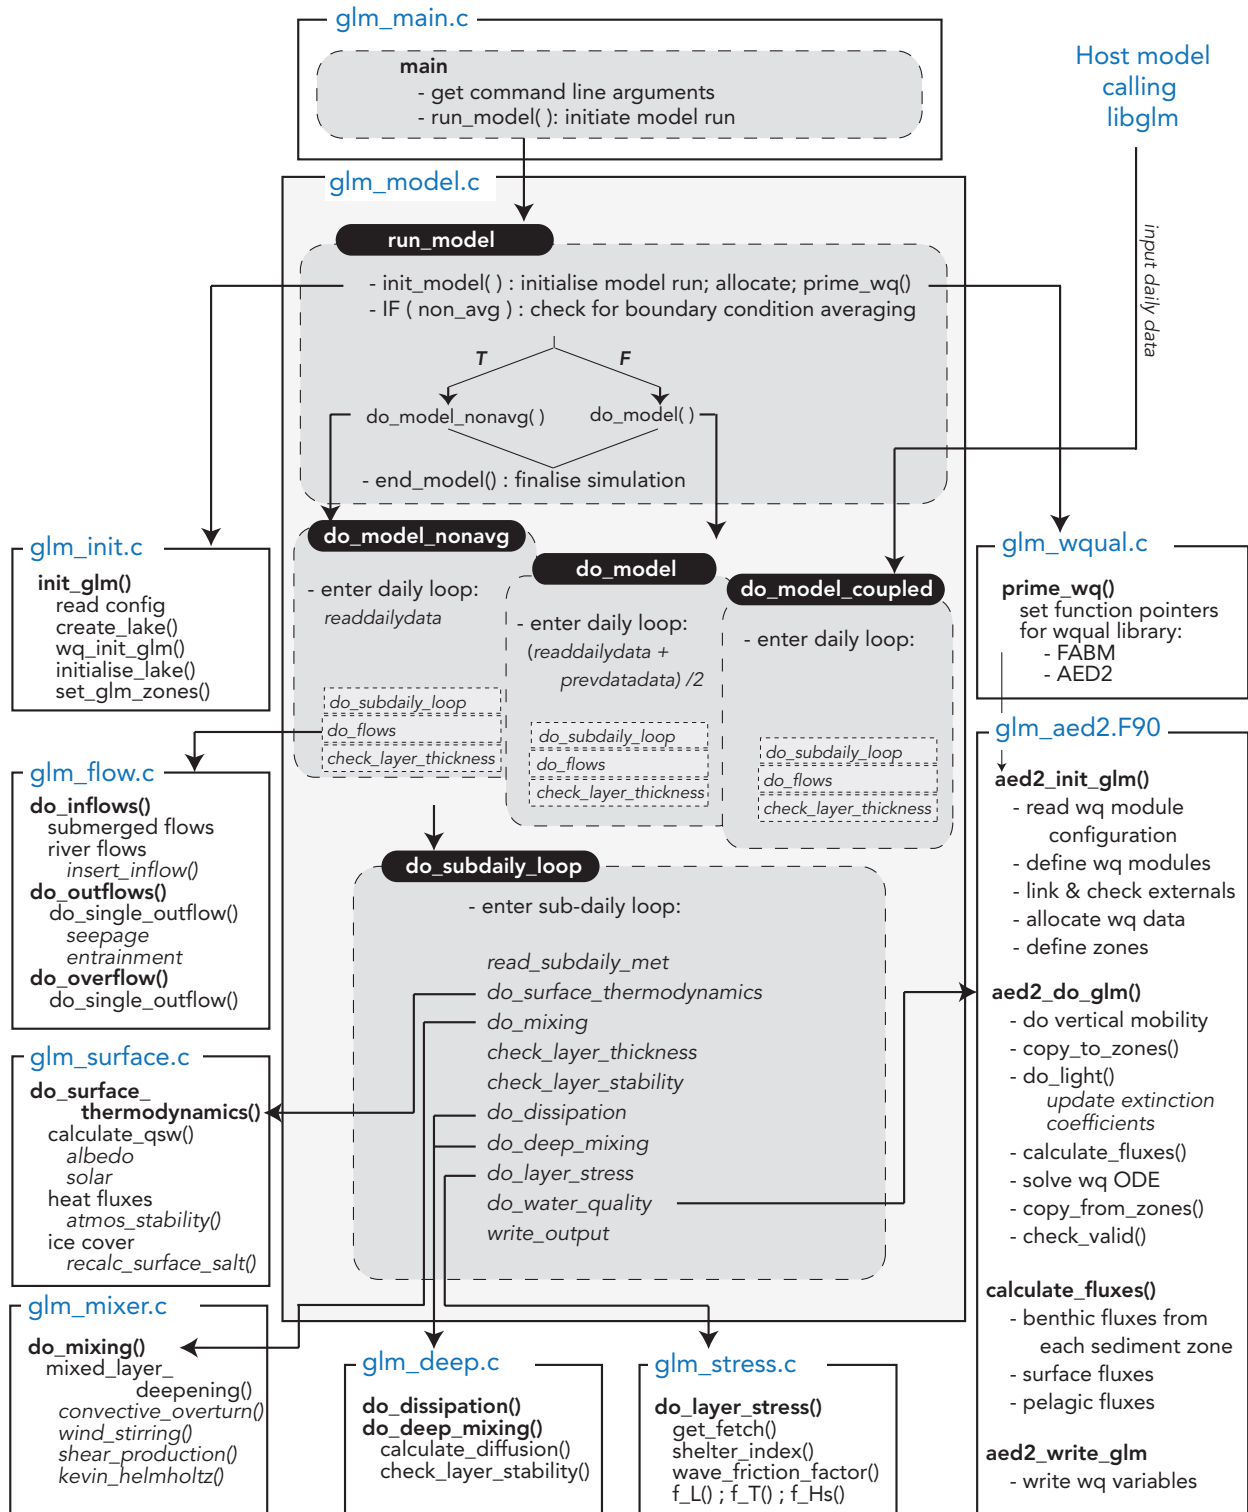 glm_main.c
main
- get command line arguments
- run_model( ): initiate model run
Host model
calling
libglm
input daily data
glm_model.c
run_model
- init_model( ) : initialise model run; allocate; prime_wq()
- IF ( non_avg ) : check for boundary condition averaging
T
F
do_model_nonavg( )
do_model( )
- end_model() : finalise simulation
do_model_nonavg
- enter daily loop:
readdailydata
do_subdaily_loop
do_flows
check_layer_thickness
do_model
- enter daily loop:
(readdailydata +
prevdatadata) /2
do_subdaily_loop
do_flows
check_layer_thickness
do_model_coupled
- enter daily loop:
do_subdaily_loop
do_flows
check_layer_thickness
do_subdaily_loop
- enter sub-daily loop:
read_subdaily_met
do_surface_thermodynamics
do_mixing
check_layer_thickness
check_layer_stability
do_dissipation
do_deep_mixing
do_layer_stress
do_water_quality
write_output
glm_init.c
init_glm()
read config
create_lake()
wq_init_glm()
initialise_lake()
set_glm_zones()
glm_flow.c
do_inflows()
submerged flows
river flows
insert_inflow()
do_outflows()
do_single_outflow()
seepage
entrainment
do_overflow()
do_single_outflow()
glm_surface.c
do_surface_
thermodynamics()
calculate_qsw()
albedo
solar
heat fluxes
atmos_stability()
ice cover
recalc_surface_salt()
glm_mixer.c
do_mixing()
mixed_layer_
deepening()
convective_overturn()
wind_stirring()
shear_production()
kevin_helmholtz()
glm_deep.c
do_dissipation()
do_deep_mixing()
calculate_diffusion()
check_layer_stability()
glm_stress.c
do_layer_stress()
get_fetch()
shelter_index()
wave_friction_factor()
f_L() ; f_T() ; f_Hs()
glm_wqual.c
prime_wq()
set function pointers
for wqual library:
- FABM
- AED2
glm_aed2.F90
aed2_init_glm()
- read wq module
configuration
- define wq modules
- link & check externals
- allocate wq data
- define zones
aed2_do_glm()
- do vertical mobility
- copy_to_zones()
- do_light()
update extinction
coefficients
- calculate_fluxes()
- solve wq ODE
- copy_from_zones()
- check_valid()
calculate_fluxes()
- benthic fluxes from
each sediment zone
- surface fluxes
- pelagic fluxes
aed2_write_glm
- write wq variables